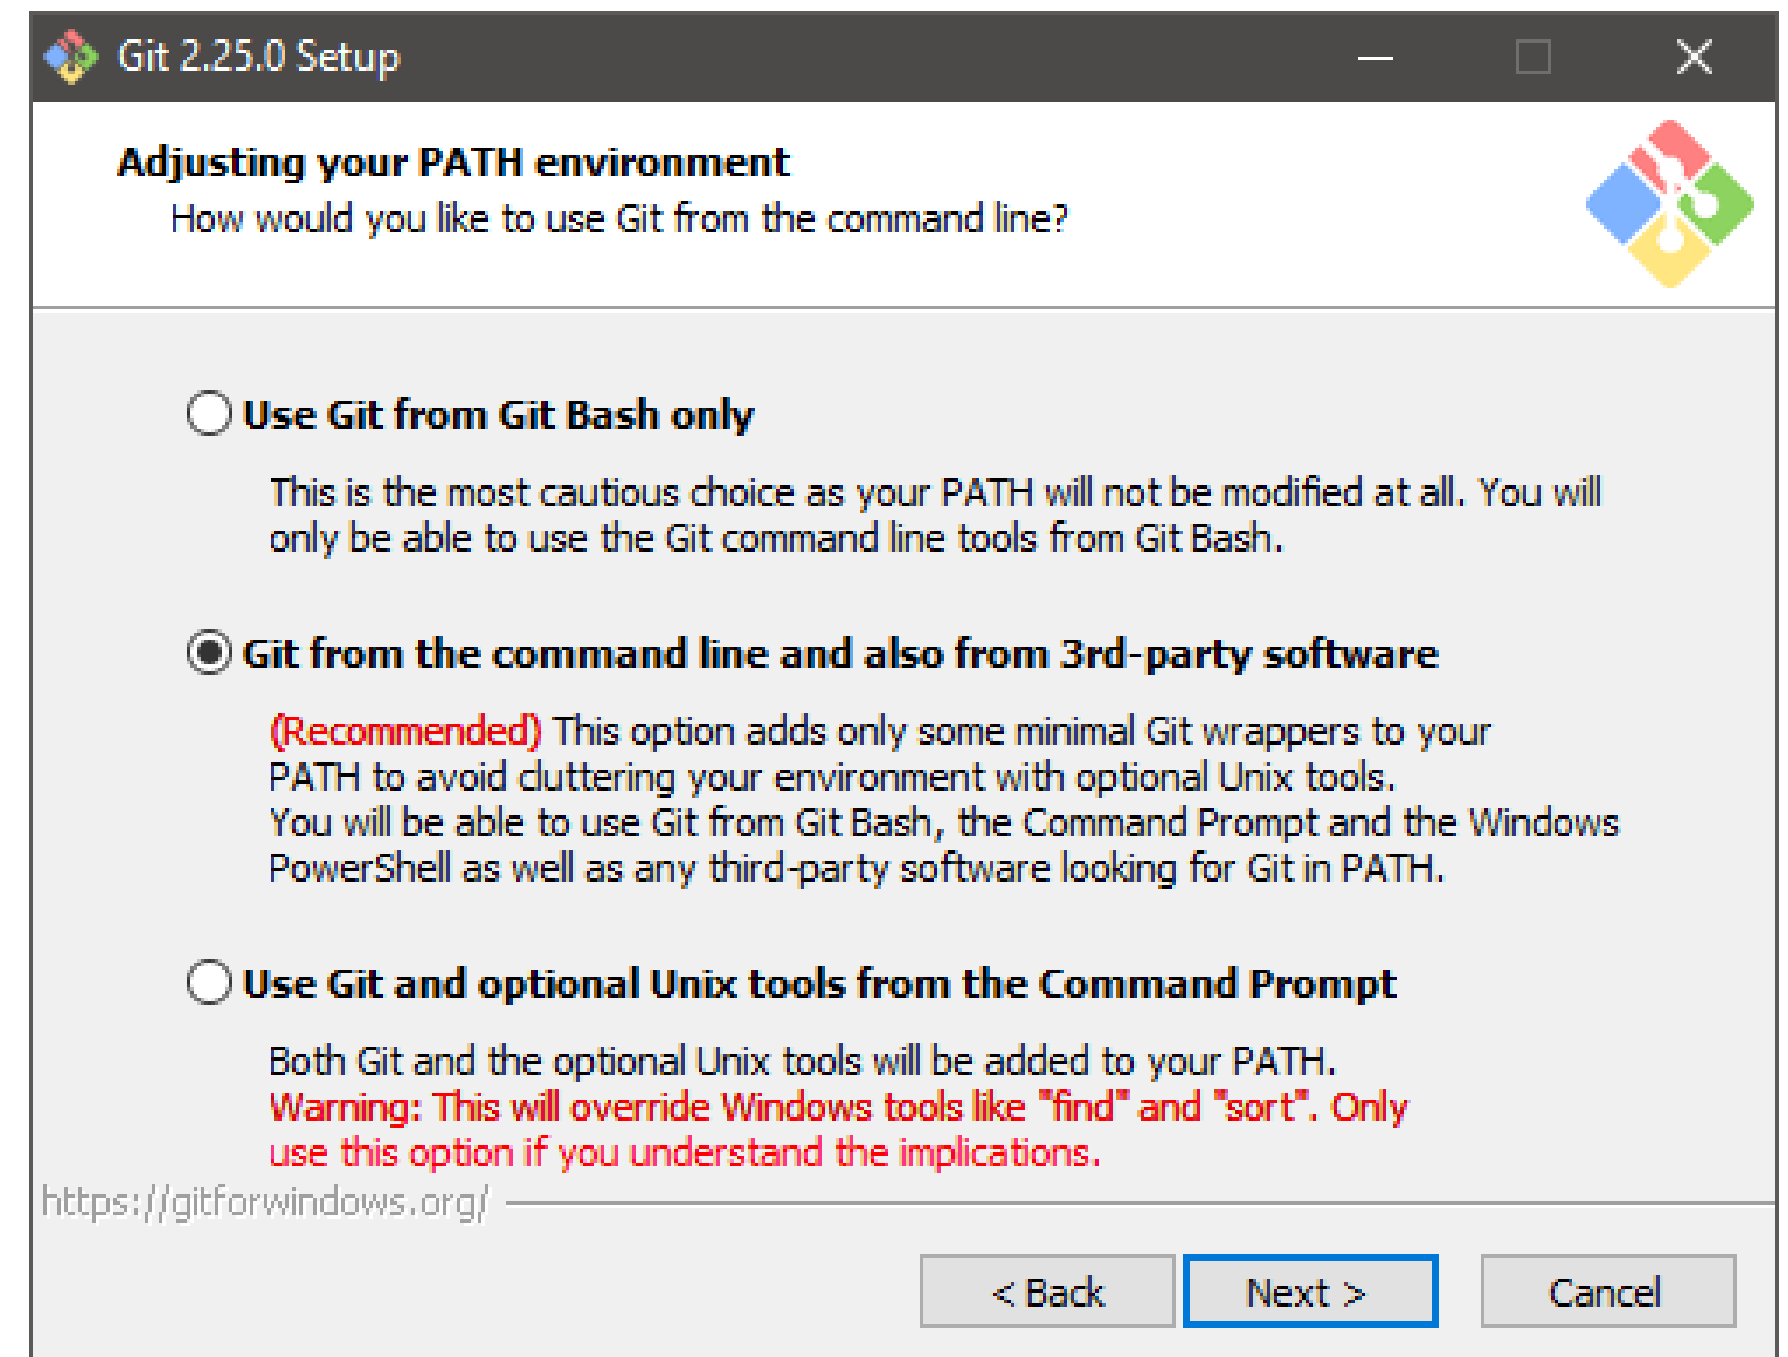 Git 2.25.0 Setup
Adjusting your PATH environment
How would you like to use Git from the command line?
Use Git from Git Bash only
This is the most cautious choice as your PATH will not be modified at all. You will
only be able to use the Git command line tools from Git Bash.
Git from the command line and also from 3rd-party software
(Recommended) This option adds only some minimal Git wrappers to your
PATH to avoid cluttering your environment with optional Unix tools.
You will be able to use Git from Git Bash, the Command Prompt and the Windows
PowerShell as well as any third-party software looking for Git in PATH.
Use Git and optional Unix tools from the Command Prompt
Both Git and the optional Unix tools will be added to your PATH.
Warning: This will override Windows tools like "find" and "sort". Only
use this option if you understand the implications.
https://gitforwindows.org/
< Back Next > Cancel